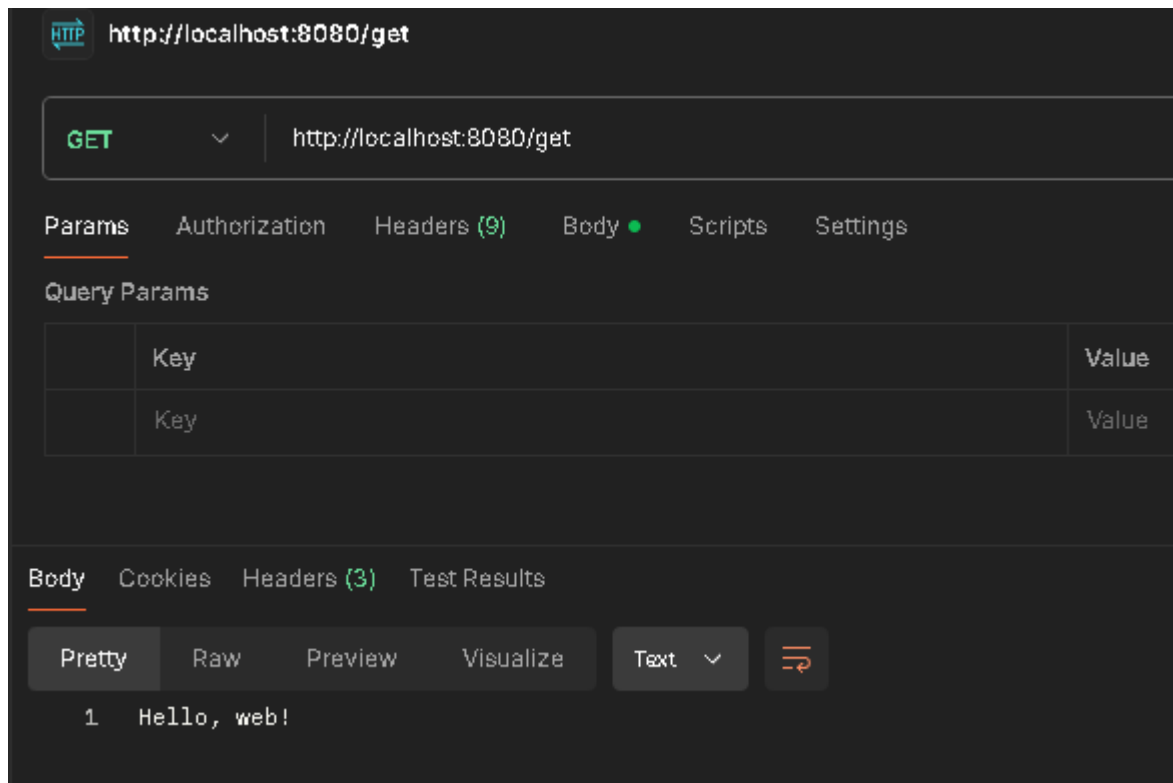 HTTP http://localhost:8080/get
GET http://localhost:8080/get
Params Authorization Headers (9) Body Scripts Settings
Query Params
Key Value
Key Value
Body Cookies Headers (3) Test Results
Pretty Raw Preview Visualize Text
1 Hello, web!